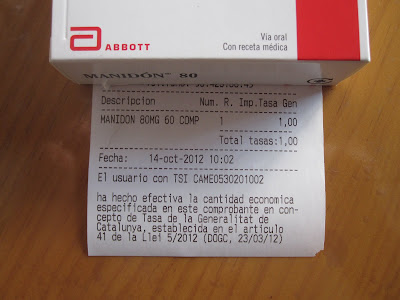 ABBOTT
Via oral
Con receta médica
MANIDÓN 80
Descripcion Num. R. Imp.Tasa Gen
MANIDON 80MG 60 COMP 1 1,00
Total tasas:1,00
Fecha: 14-oct-2012 10:02
El usuario con TSI CAME0530201002
ha hecho efectiva la cantidad economica
especificada en este comprobante en con-
cepto de Tasa de la Generalitat de
Catalunya, establecida en el articulo
41 de la Llei 5/2012 (DOGC, 23/03/12)